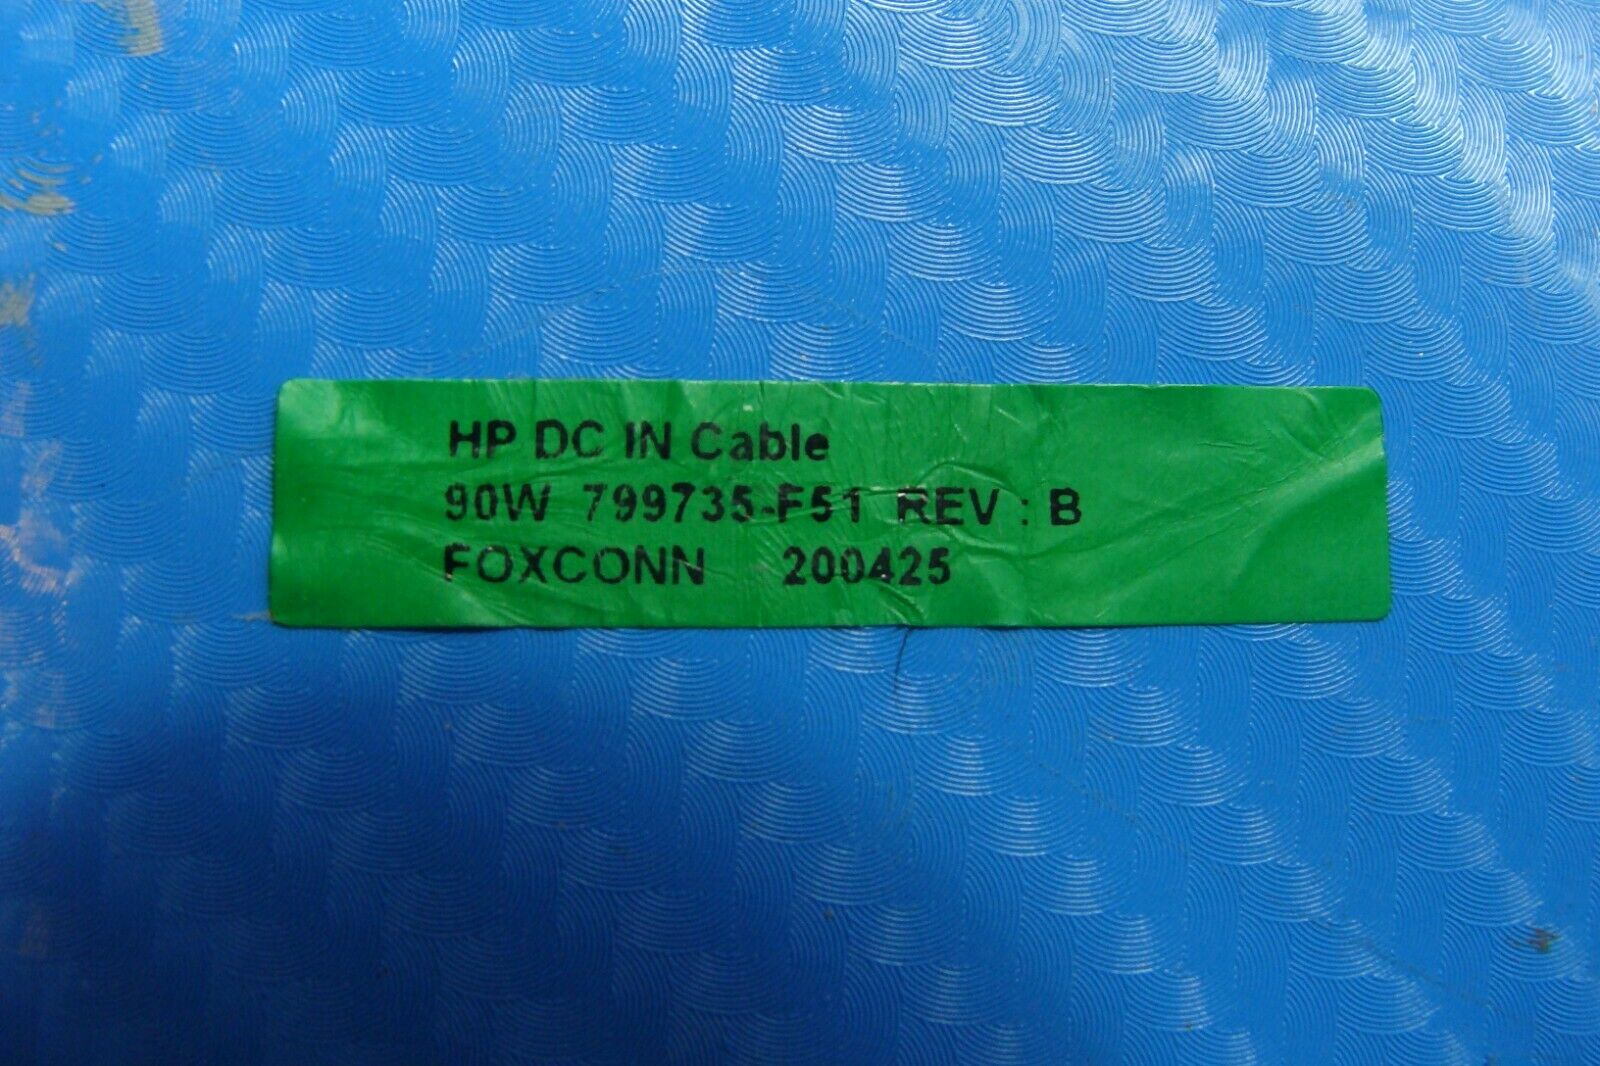 HP DC IN Cable
90W 799735-F51 REV : B
FOXCONN 200425